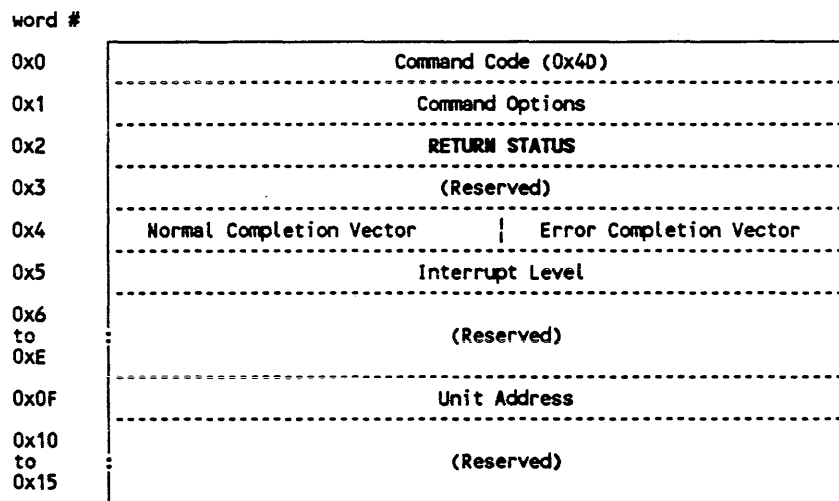 word #
0x0 Command Code (0x4D)
0x1 Command Options
0x2 RETURN STATUS
0x3 (Reserved)
0x4 Normal Completion Vector | Error Completion Vector
0x5 Interrupt Level
0x6
to (Reserved)
0xE
0x0F Unit Address
0x10
to (Reserved)
0x15